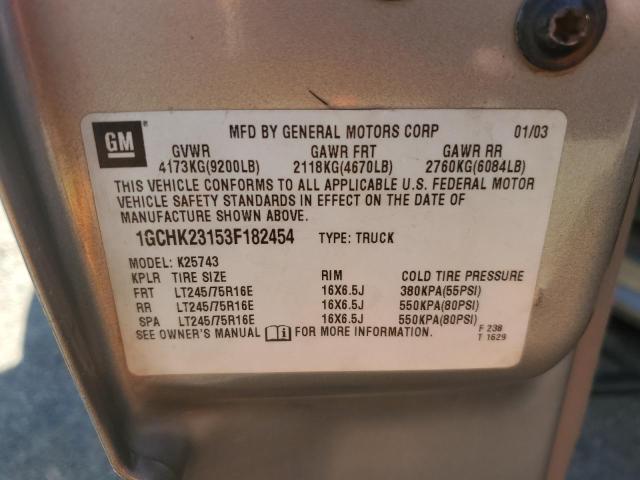 GM
MFD BY GENERAL MOTORS CORP 01/03
GVWR GAWR FRT GAWR RR
4173KG(9200LB) 2118KG(4670LB) 2760KG(6084LB)
THIS VEHICLE CONFORMS TO ALL APPLICABLE U.S. FEDERAL MOTOR
VEHICLE SAFETY STANDARDS IN EFFECT ON THE DATE OF
MANUFACTURE SHOWN ABOVE.
1GCHK23153F182454 TYPE: TRUCK
MODEL: K25743
KPLR TIRE SIZE RIM COLD TIRE PRESSURE
FRT LT245/75R16E 16X6.5J 380KPA(55PSI)
RR LT245/75R16E 16X6.5J 550KPA(80PSI)
SPA LT245/75R16E 16X6.5J 550KPA(80PSI)
SEE OWNER'S MANUAL FOR MORE INFORMATION. F 238
T 1629